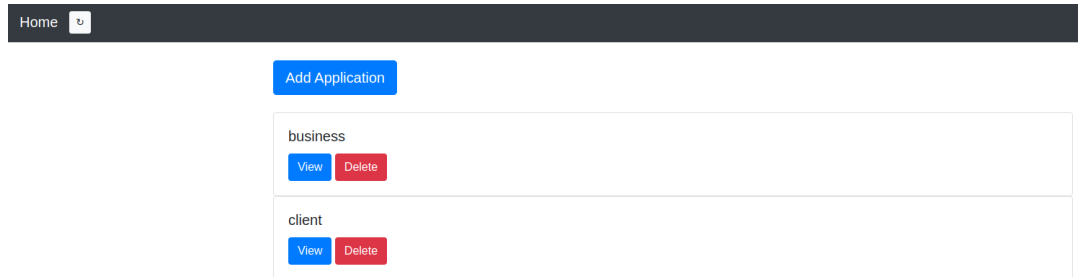 Home ↻
Add Application
business
View Delete
client
View Delete